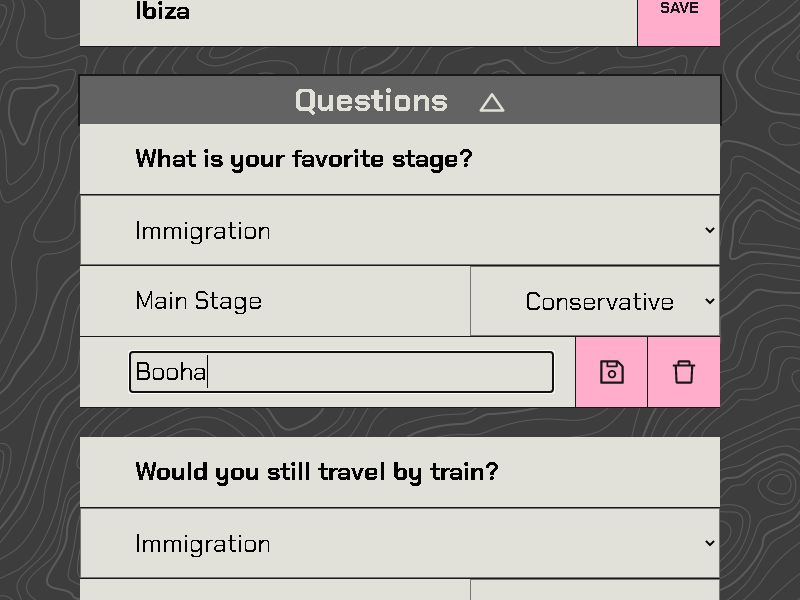 Ibiza
SAVE
Questions
What is your favorite stage?
Immigration
Main Stage
Conservative
Booha
Would you still travel by train?
Immigration